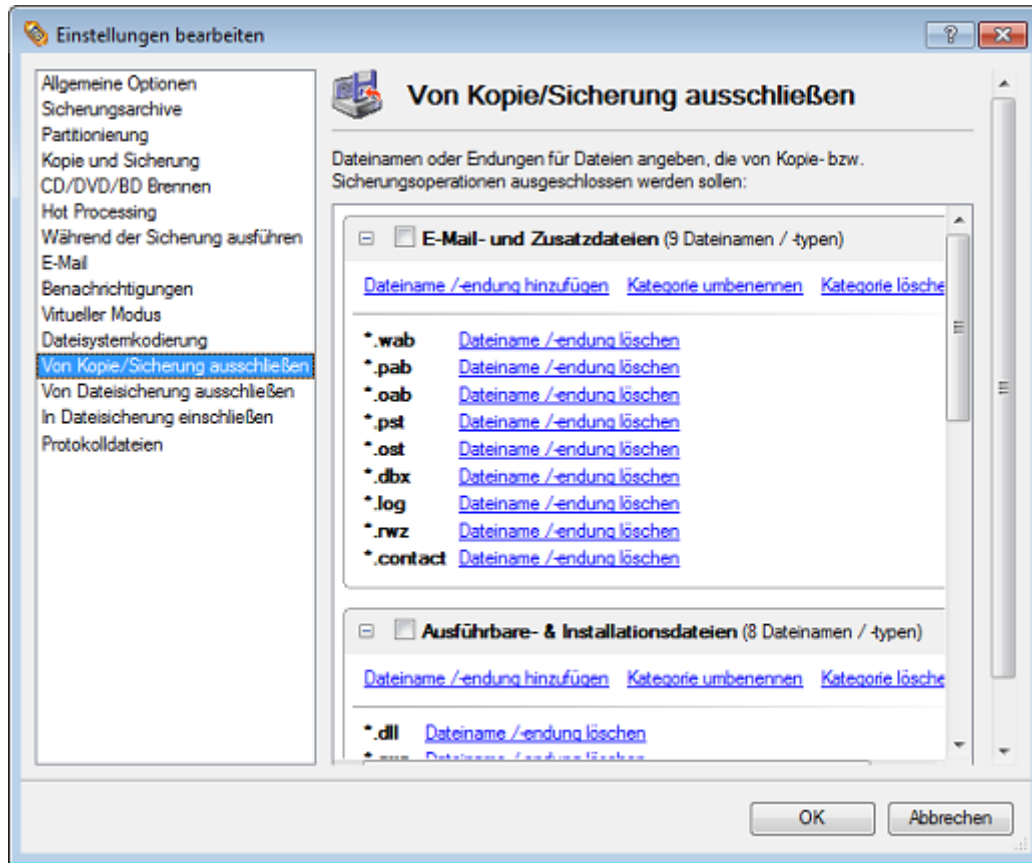 Einstellungen bearbeiten
Allgemeine Optionen
Sicherungsarchive
Partitionierung
Kopie und Sicherung
CD/DVD/BD Brennen
Hot Processing
Während der Sicherung ausführen
E-Mail
Benachrichtigungen
Virtueller Modus
Dateisystemkodierung
Von Kopie/Sicherung ausschließen
Von Dateisicherung ausschließen
In Dateisicherung einschließen
Protokolldateien
Von Kopie/Sicherung ausschließen
Dateinamen oder Endungen für Dateien angeben, die von Kopie- bzw.
Sicherungsoperationen ausgeschlossen werden sollen:
E-Mail- und Zusatzdateien (9 Dateinamen / -typen)
Dateiname /-endung hinzufügen Kategorie umbenennen Kategorie lösche
*.wab Dateiname /-endung löschen
*.pab Dateiname /-endung löschen
*.oab Dateiname /-endung löschen
*.pst Dateiname /-endung löschen
*.ost Dateiname /-endung löschen
*.dbx Dateiname /-endung löschen
*.log Dateiname /-endung löschen
*.rwz Dateiname /-endung löschen
*.contact Dateiname /-endung löschen
Ausführbare- & Installationsdateien (8 Dateinamen / -typen)
Dateiname /-endung hinzufügen Kategorie umbenennen Kategorie lösche
*.dll Dateiname /-endung löschen
Dateiname /-endung löschen
OK Abbrechen